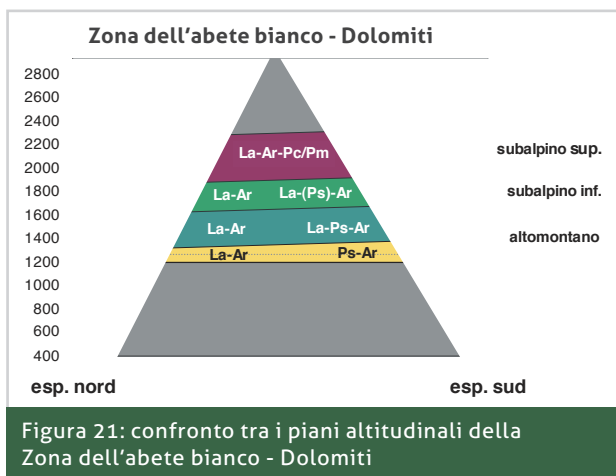 Zona dell'abete bianco - Dolomiti
2800
2600
2400
2200
2000
1800
1600
1400
1200
800
600
400
La-Ar-Pc/Pm
La-Ar La-(Ps)-Ar
La-Ar La-Ps-Ar
La-Ar Ps-Ar
subalpino sup.
subalpino inf.
altomontano
esp. nord esp. sud
Figura 21: confronto tra i piani altitudinali della
Zona dell'abete bianco - Dolomiti